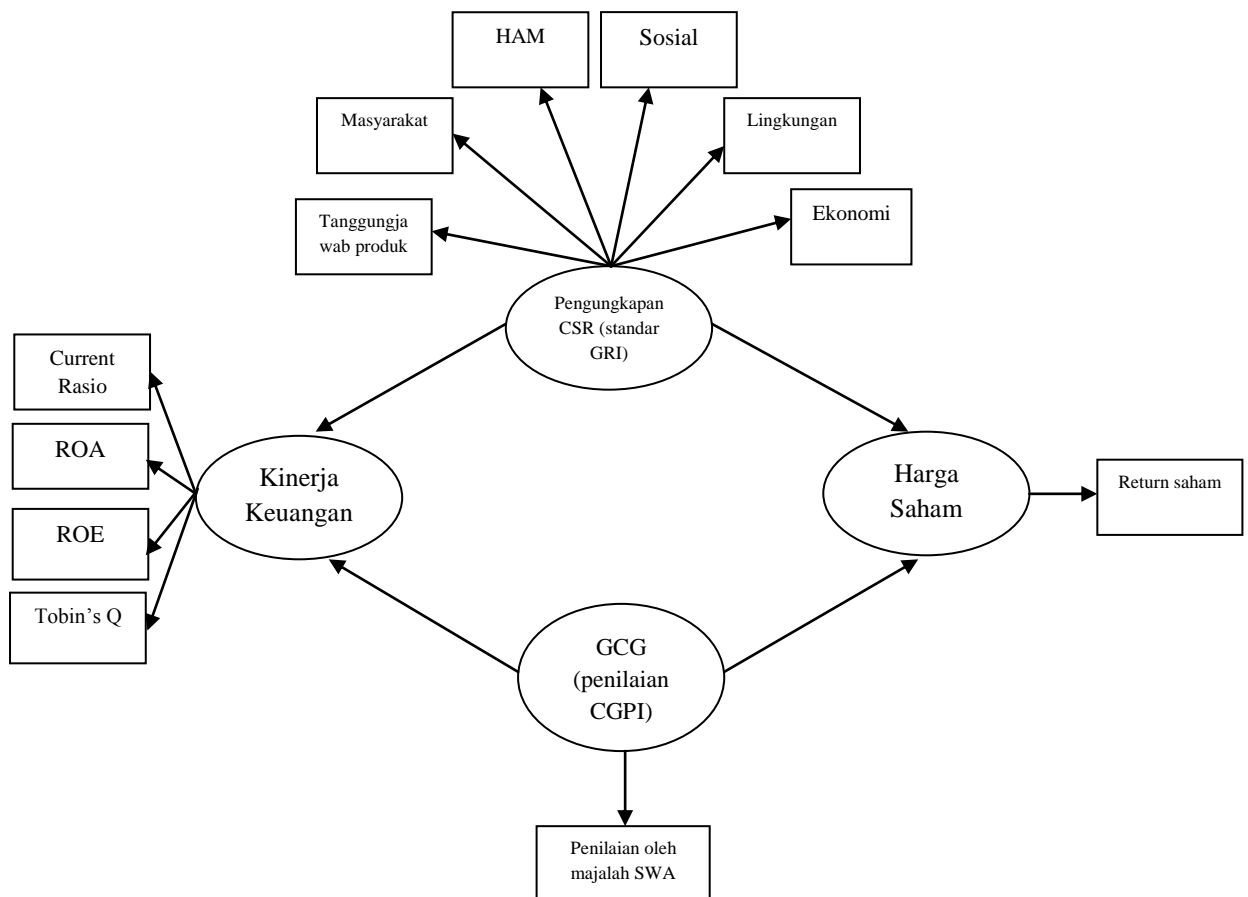 HAM
Sosial
Masyarakat
Lingkungan
Tanggungja
wab produk
Ekonomi
Pengungkapan
CSR (standar
GRI)
Current
Rasio
ROA
ROE
Tobin’s Q
Kinerja
Keuangan
Harga
Saham
Return saham
GCG
(penilaian
CGPI)
Penilaian oleh
majalah SWA